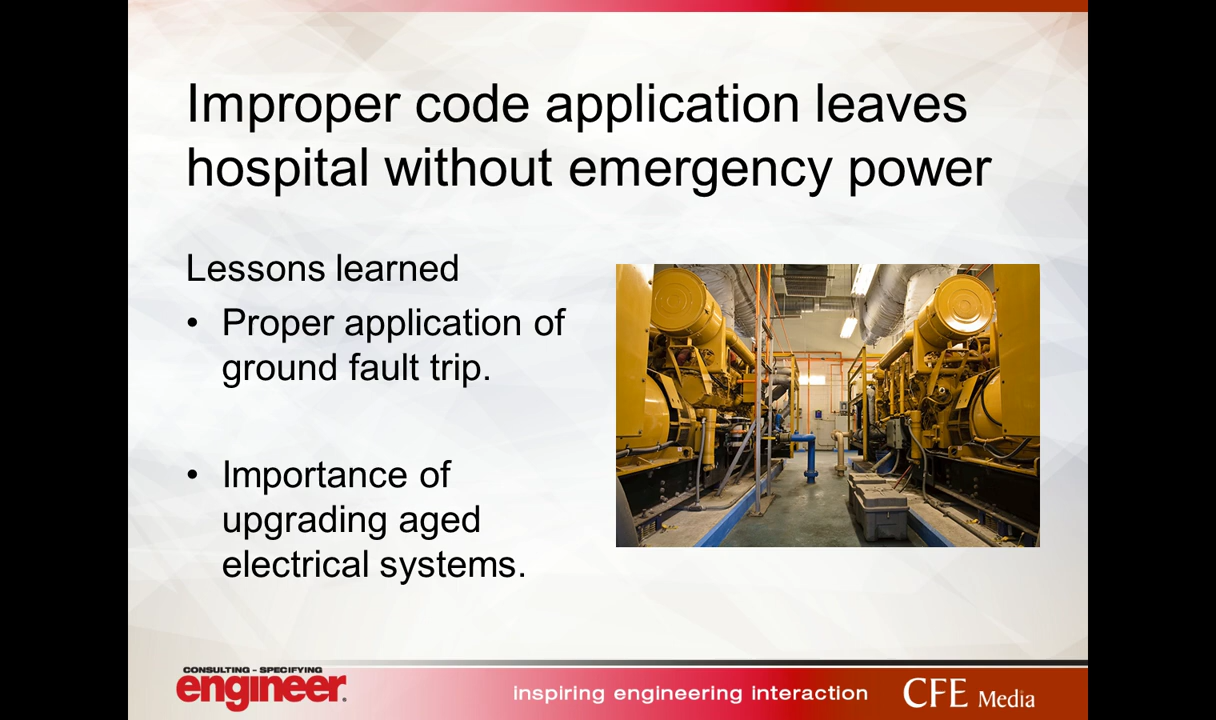 Improper code application leaves
hospital without emergency power
Lessons learned
• Proper application of
ground fault trip.
• Importance of
upgrading aged
electrical systems.
CONSULTING - SPECIFYING
engineer.
inspiring engineering interaction
CFE Media